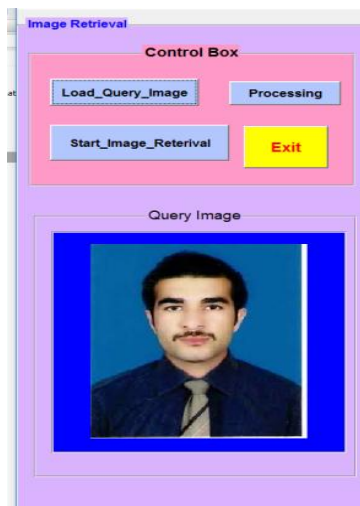 Image Retrieval
Control Box
Load_Query_Image
Processing
Start_Image_Reterival
Exit
Query Image